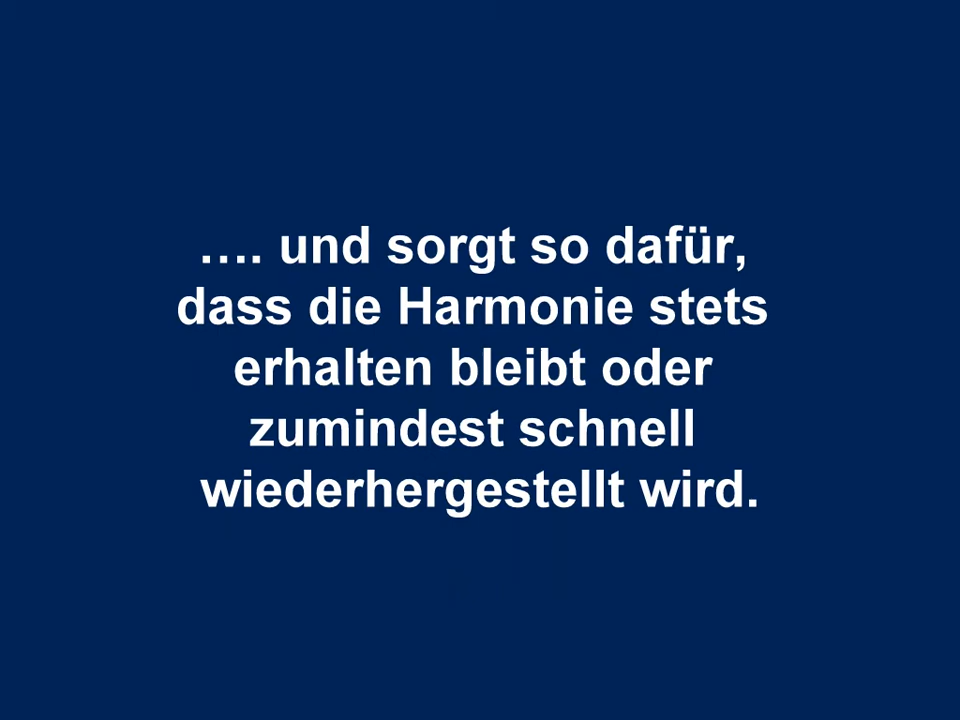 …. und sorgt so dafür,
dass die Harmonie stets
erhalten bleibt oder
zumindest schnell
wiederhergestellt wird.